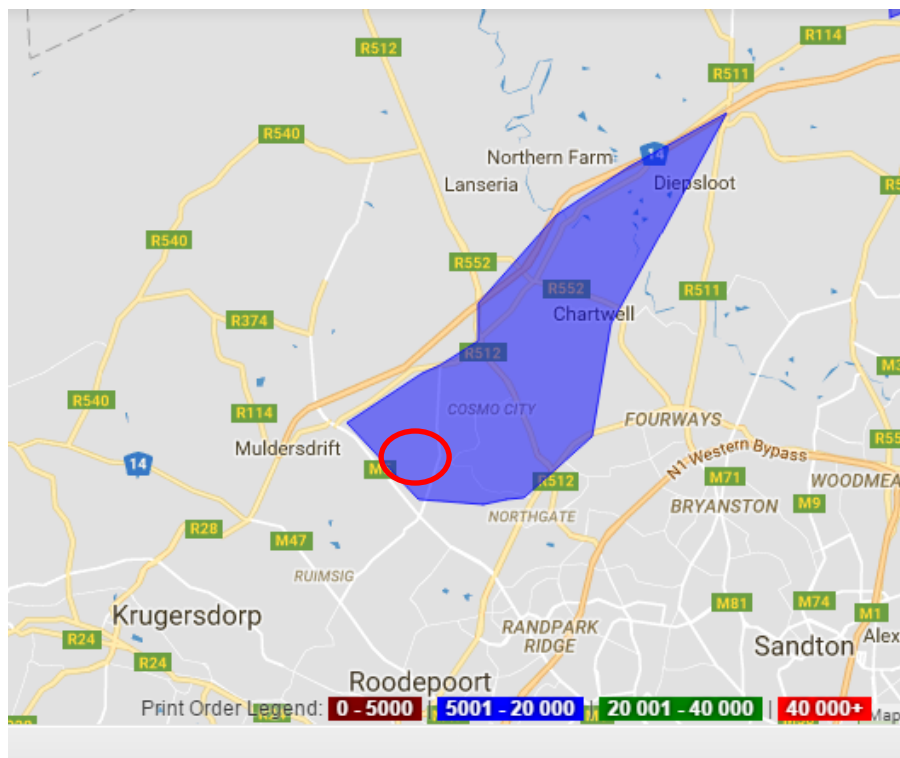 R512
R114
R511
R540
Northern Farm
14
Lanseria
Diepsloot
R540
R552
R552
R511
Chartwell
R374
R512
R540
R114
COSMO CITY
FOURWAYS
Muldersdrift
14
N1 Western Bypass
R512
M71
WOODMEA
BRYANSTON
M9
R28
NORTHGATE
M47
RUIMSIG
M81
M74
M1
Krugersdorp
RANDPARK
RIDGE
R24
Sandton
Alex
R24
Roodepoort
Print Order Legend: 0 - 5000 | 5001 - 20 000 | 20 001 - 40 000 | 40 000+
Map